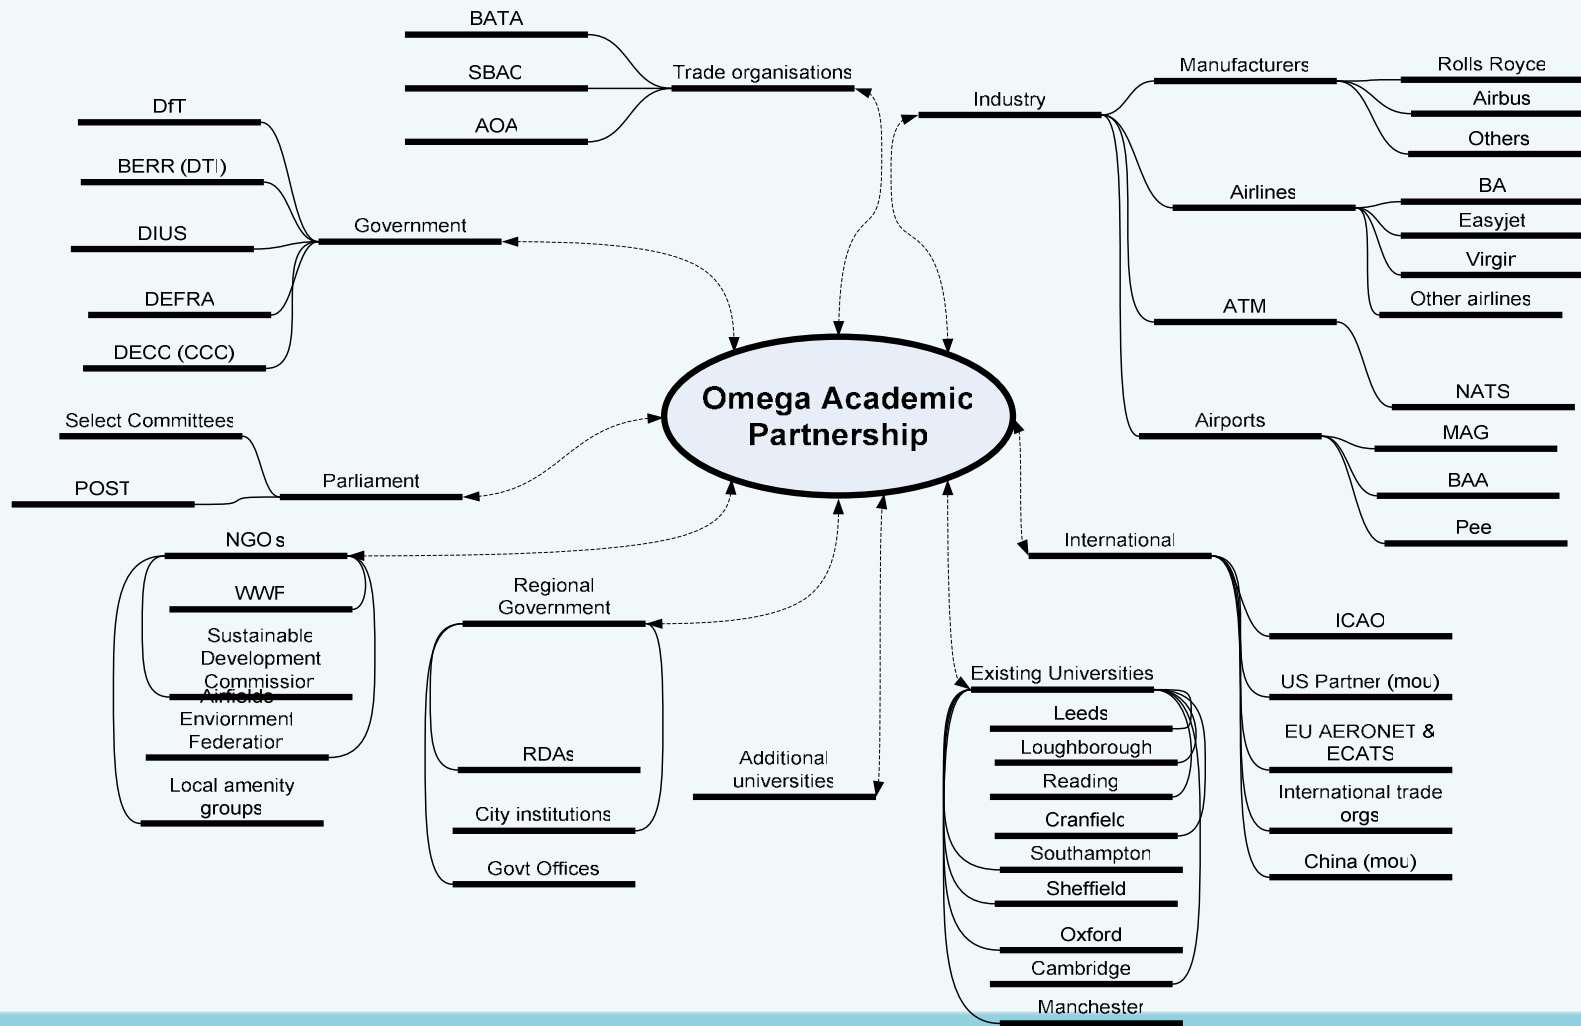 BATA
SBAC
AOA
Trade organisations
DfT
BERR (DTI)
DIUS
DEFRA
DECC (CCC)
Government
Select Committees
POST
Parliament
NGOs
WWF
Sustainable
Development
Commission
Airfields
Enviornment
Federation
Local amenity
groups
Regional
Government
RDAs
City institutions
Govt Offices
Omega Academic
Partnership
Additional
universities
Existing Universities
Leeds
Loughborough
Reading
Cranfield
Southampton
Sheffield
Oxford
Cambridge
Manchester
Industry
Manufacturers
Rolls Royce
Airbus
Others
Airlines
BA
Easyjet
Virgin
Other airlines
ATM
NATS
Airports
MAG
BAA
Pee
International
ICAO
US Partner (mou)
EU AERONET &
ECATS
International trade
orgs
China (mou)